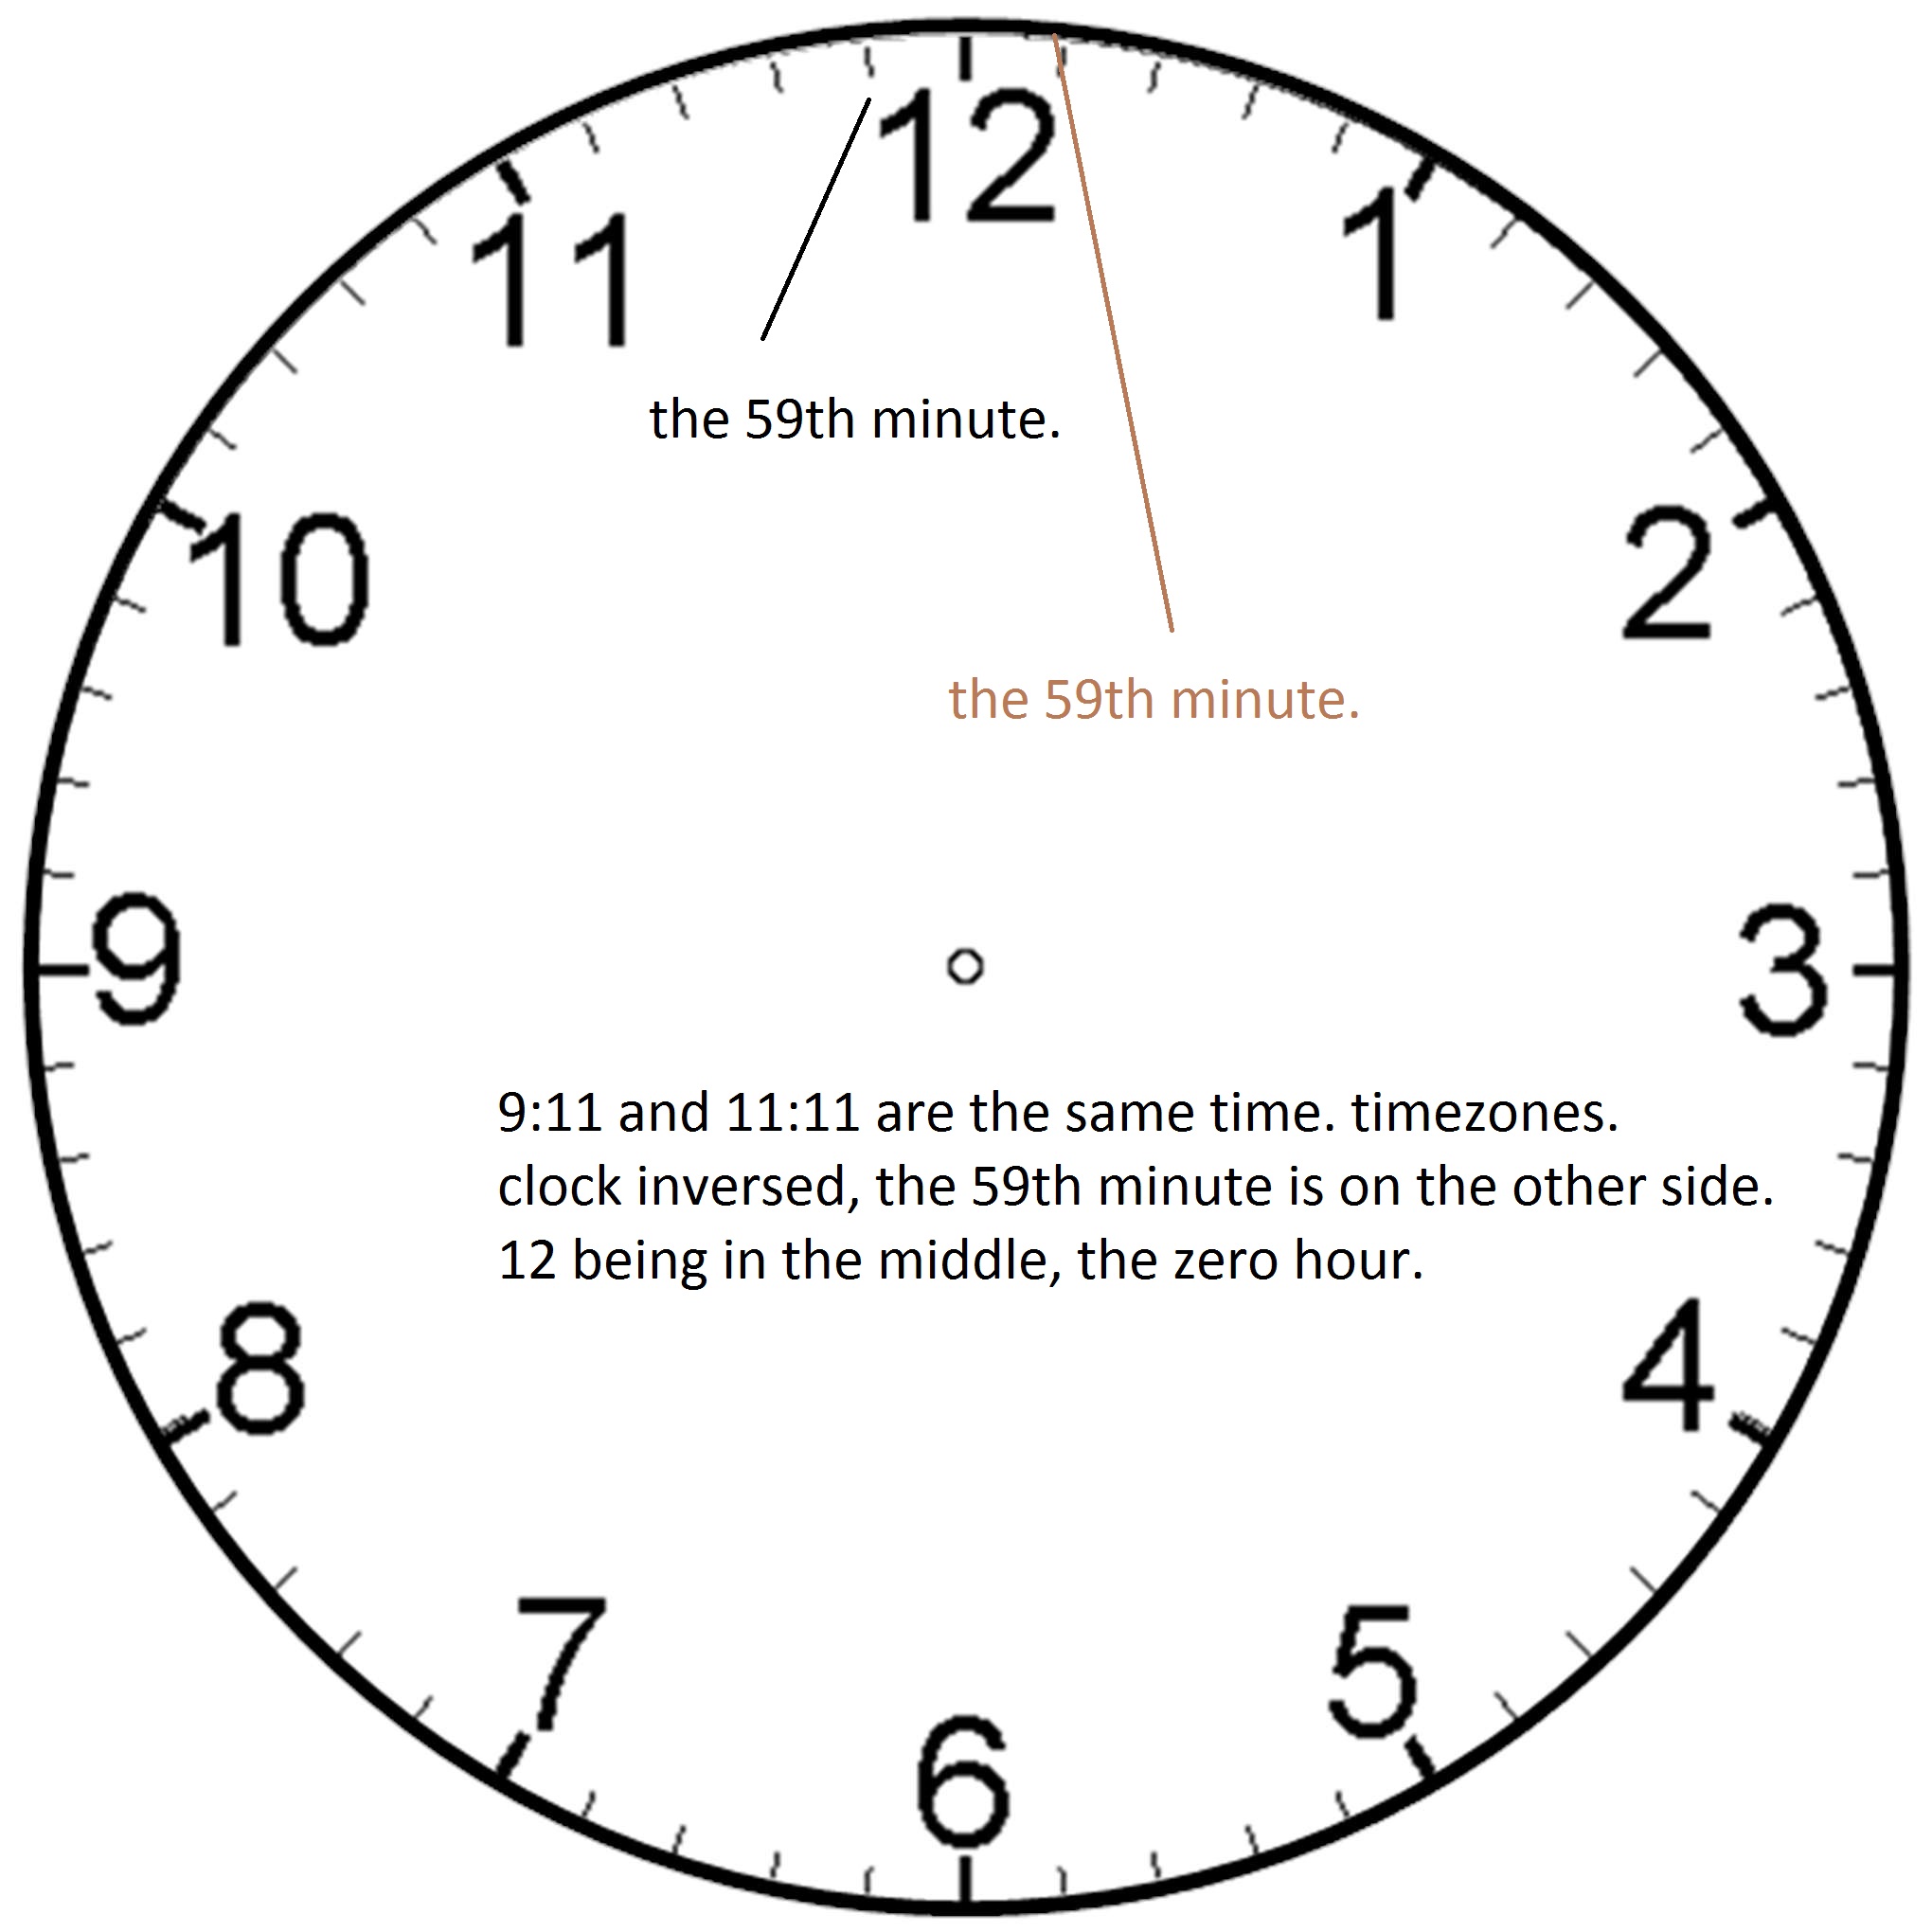 12
11
1
the 59th minute.
10
2
the 59th minute.
9
3
9:11 and 11:11 are the same time. timezones.
clock inversed, the 59th minute is on the other side.
12 being in the middle, the zero hour.
8
4
7
5
6